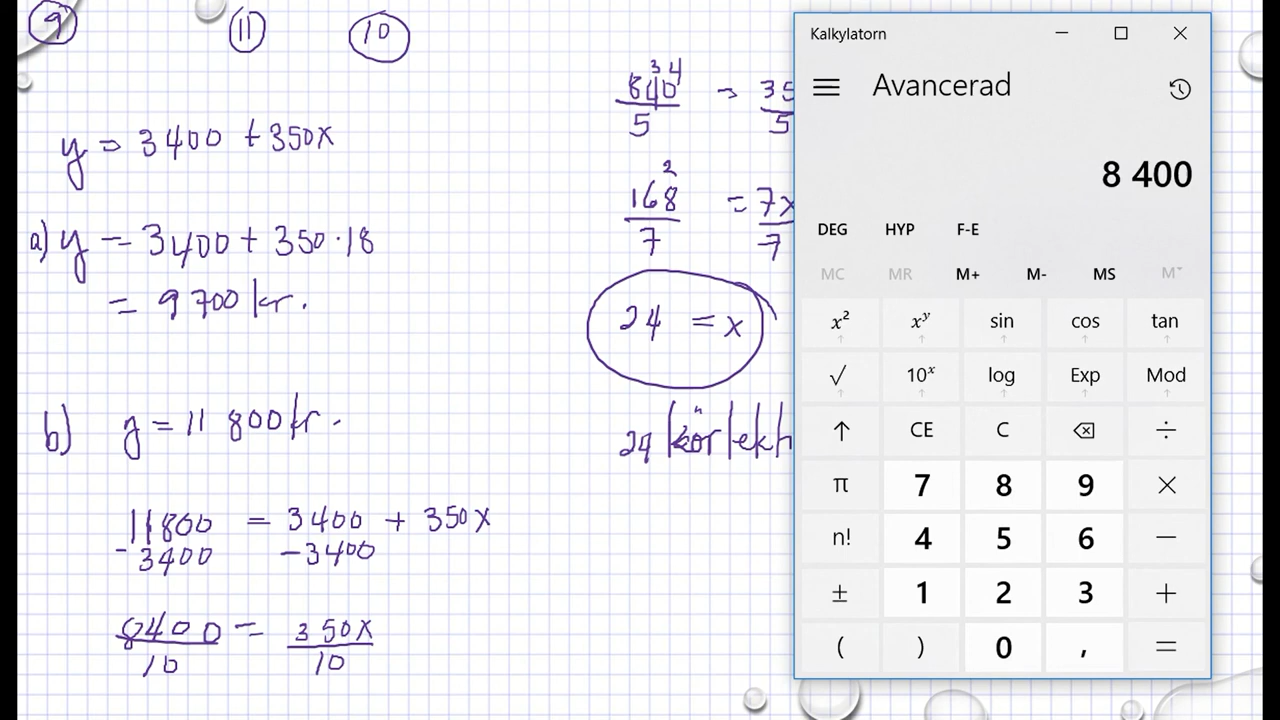 9 11 10
y = 3400 + 350x
a) y = 3400 + 350·18
= 9700 kr.
b) y = 11 800 kr.
11800 = 3400 + 350x
-3400 -3400
8400 = 350x
10 10
3 4
840 = 35
5 5
2
168 = 7x
7 7
24 = x
24 körlekt
Kalkylatorn
Avancerad
8 400
DEG HYP F-E
MC MR M+ M- MS M˅
x² xʸ sin cos tan
√ 10ˣ log Exp Mod
↑ CE C ⌫ ÷
π 7 8 9 ×
n! 4 5 6 −
± 1 2 3 +
( ) 0 , =